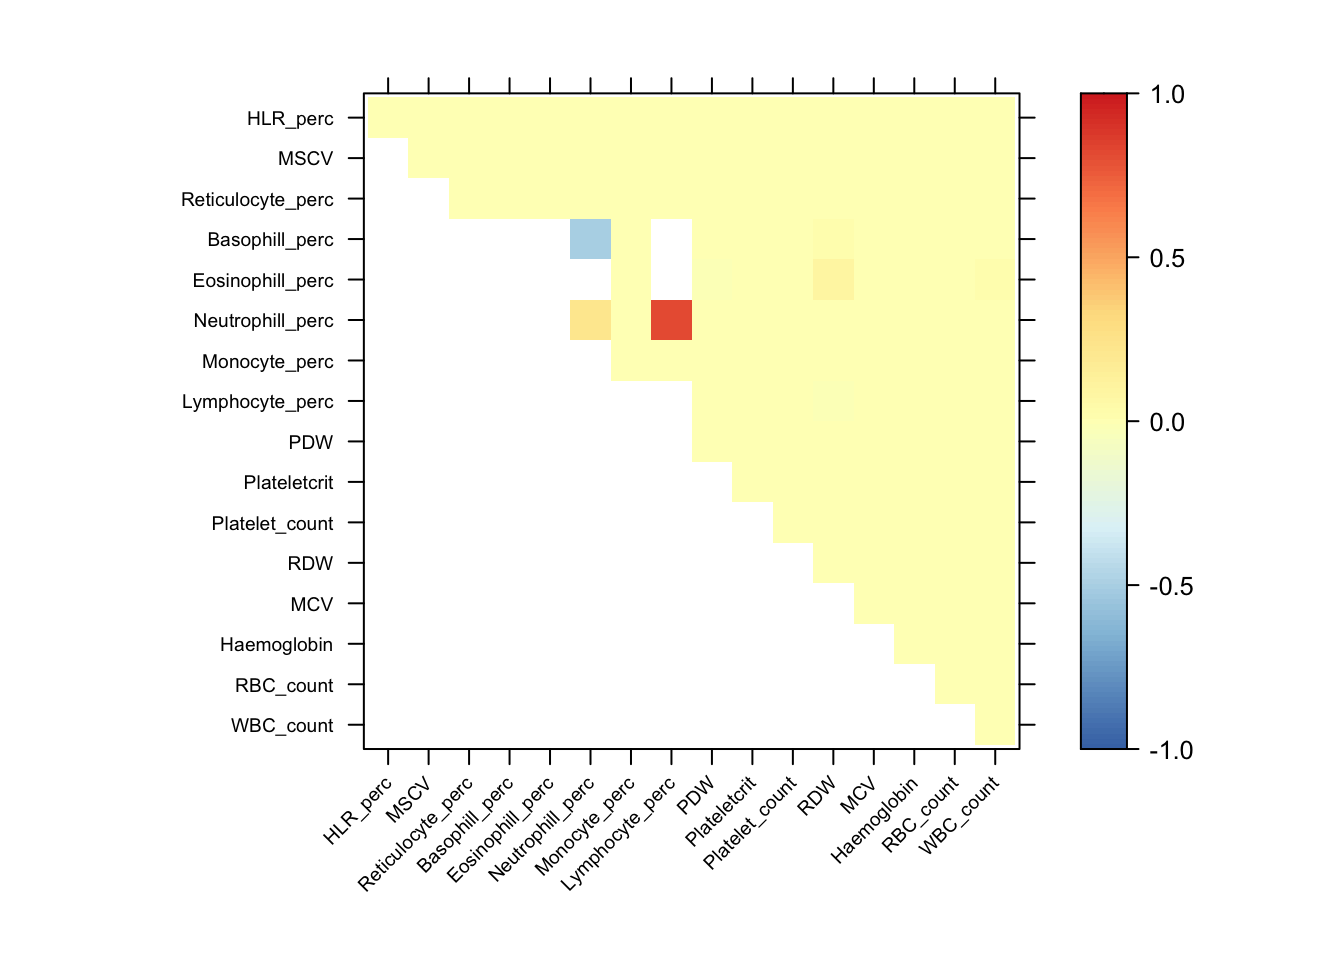 HLR_perc
MSCV
Reticulocyte_perc
Basophill_perc
Eosinophill_perc
Neutrophill_perc
Monocyte_perc
Lymphocyte_perc
PDW
Plateletcrit
Platelet_count
RDW
MCV
Haemoglobin
RBC_count
WBC_count
1.0
0.5
0.0
-0.5
-1.0
HLR_perc
MSCV
Reticulocyte_perc
Basophill_perc
Eosinophill_perc
Neutrophill_perc
Monocyte_perc
Lymphocyte_perc
PDW
Plateletcrit
Platelet_count
RDW
MCV
Haemoglobin
RBC_count
WBC_count